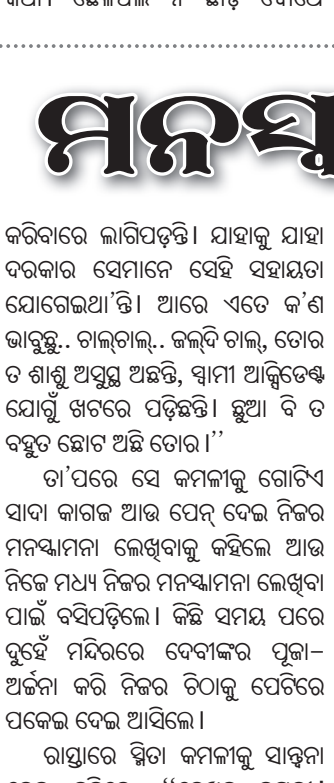 କରିବାରେ ଲାଗିପଡ଼ନ୍ତି। ଯାହାକୁ ଯାହା
ଦରକାର ସେମାନେ ସେହି ସହାୟତା
ଯୋଗେଇଥା’ନ୍ତି। ଆରେ ଏତେ କ’ଣ
ଭାବୁଛୁ.. ଚାଲ୍‌ଚାଲ୍.. ଜଲ୍‌ଦି ଚାଲ୍, ତୋର
ତ ଶାଶୁ ଅସୁସ୍ଥ ଅଛନ୍ତି, ସ୍ୱାମୀ ଆକ୍ସିଡେଣ୍ଟ
ଯୋଗୁଁ ଖଟରେ ପଡ଼ିଛନ୍ତି। ଛୁଆ ବି ତ
ବହୁତ ଛୋଟ ଅଛି ତୋର।’’
ତା’ପରେ ସେ କମଳୀକୁ ଗୋଟିଏ
ସାଦା କାଗଜ ଆଉ ପେନ୍ ଦେଇ ନିଜର
ମନସ୍କାମନା ଲେଖିବାକୁ କହିଲେ ଆଉ
ନିଜେ ମଧ୍ୟ ନିଜର ମନସ୍କାମନା ଲେଖିବା
ପାଇଁ ବସିପଡ଼ିଲେ। କିଛି ସମୟ ପରେ
ଦୁହେଁ ମନ୍ଦିରରେ ଦେବୀଙ୍କର ପୂଜା–
ଅର୍ଚ୍ଚନା କରି ନିଜର ଚିଠାକୁ ପେଟିରେ
ପକେଇ ଦେଇ ଆସିଲେ।
ରାସ୍ତାରେ ସ୍ମିତା କମଳୀକୁ ସାନ୍ତ୍ୱନା